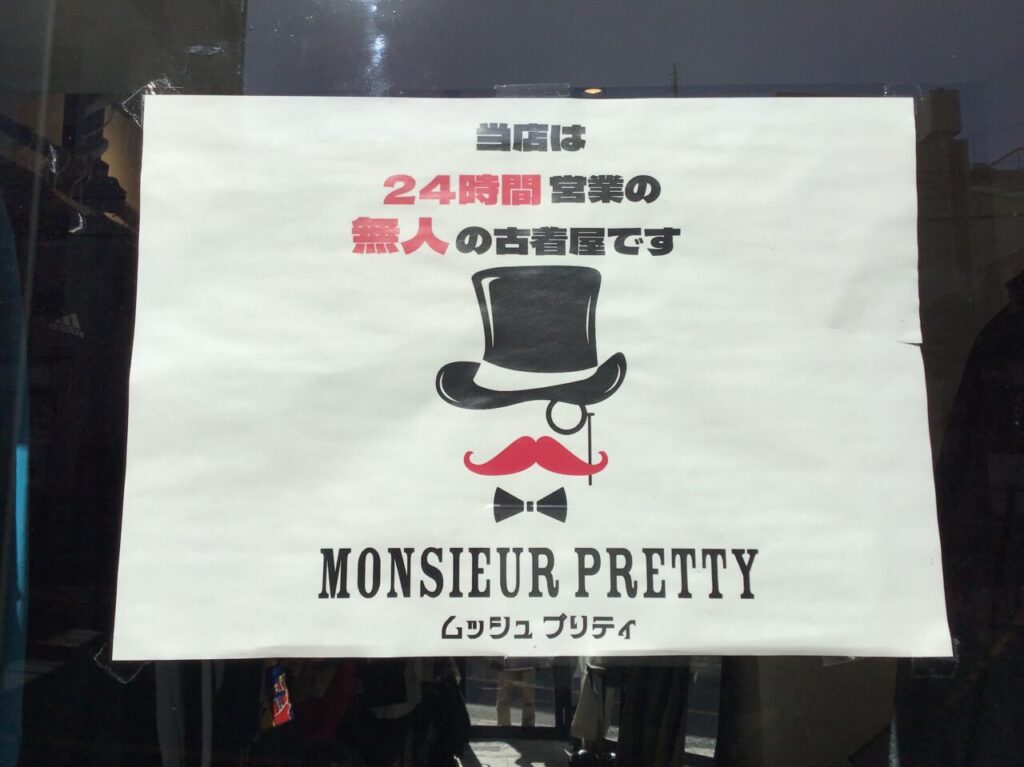 当店は
24時間営業の
無人の古着屋です
MONSIEUR PRETTY
ムッシュプリティ
adidas